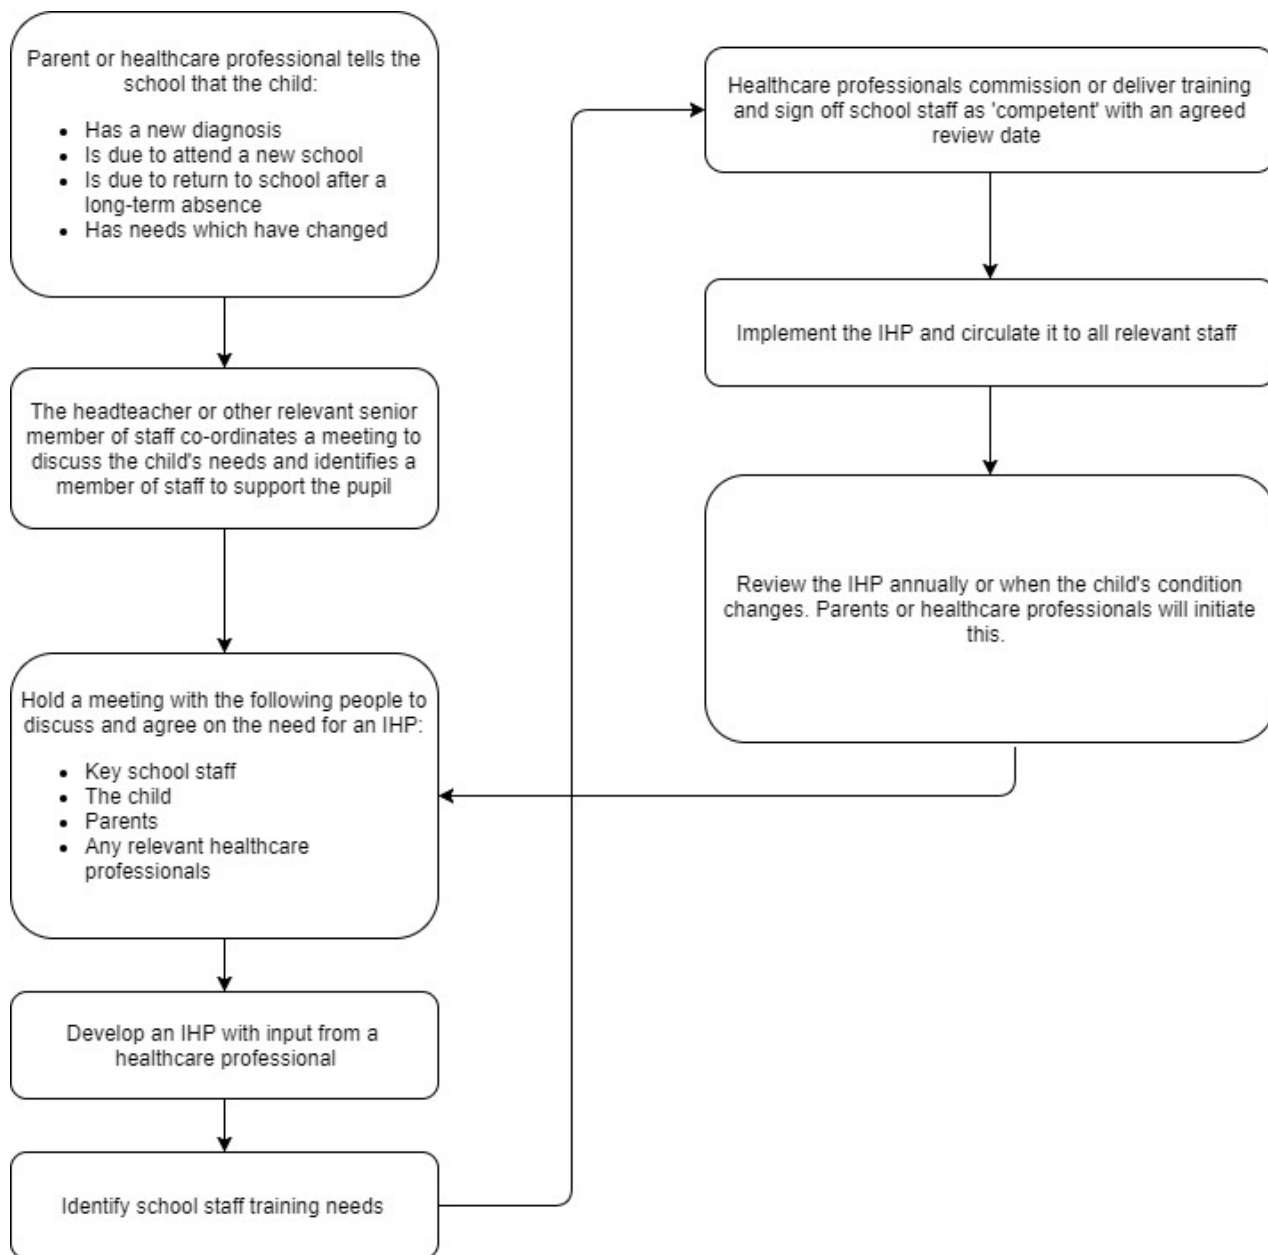 Parent or healthcare professional tells the
school that the child:
• Has a new diagnosis
• Is due to attend a new school
• Is due to return to school after a
long-term absence
• Has needs which have changed
The headteacher or other relevant senior
member of staff co-ordinates a meeting to
discuss the child's needs and identifies a
member of staff to support the pupil
Hold a meeting with the following people to
discuss and agree on the need for an IHP:
• Key school staff
• The child
• Parents
• Any relevant healthcare
professionals
Develop an IHP with input from a
healthcare professional
Identify school staff training needs
Healthcare professionals commission or deliver training
and sign off school staff as 'competent' with an agreed
review date
Implement the IHP and circulate it to all relevant staff
Review the IHP annually or when the child's condition
changes. Parents or healthcare professionals will initiate
this.